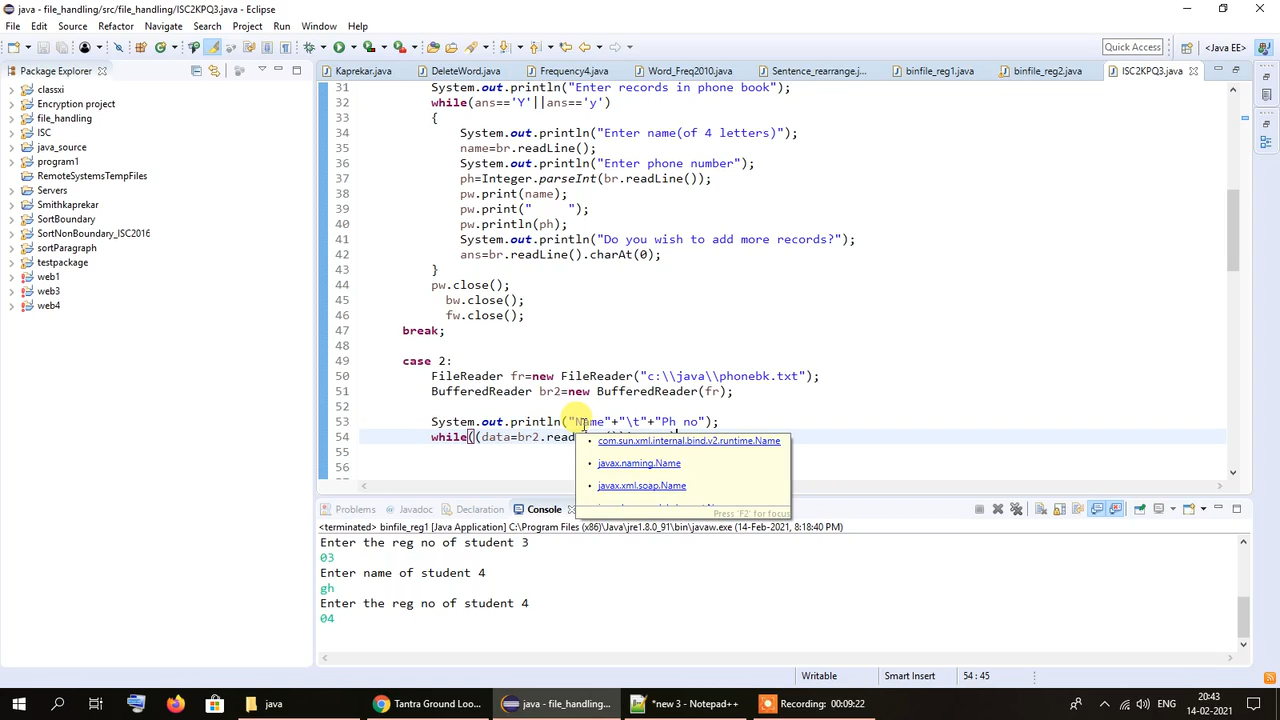 java - file_handling/src/file_handling/ISC2KPQ3.java - Eclipse
File Edit Source Refactor Navigate Search Project Run Window Help
Quick Access
<Java EE>
Package Explorer
Kaprekar.java DeleteWord.java Frequency4.java Word_Freq2010.java Sentence_rearrange.j... binfile_reg1.java binfile_reg2.java ISC2KPQ3.java
classxi
Encryption project
file_handling
ISC
java_source
program1
RemoteSystemsTempFiles
Servers
Smithkaprekar
SortBoundary
SortNonBoundary_ISC2016
sortParagraph
testpackage
web1
web3
web4
31 System.out.println("Enter records in phone book");
32 while(ans=='Y'||ans=='y')
33 {
34 System.out.println("Enter name(of 4 letters)");
35 name=br.readLine();
36 System.out.println("Enter phone number");
37 ph=Integer.parseInt(br.readLine());
38 pw.print(name);
39 pw.print("      ");
40 pw.println(ph);
41 System.out.println("Do you wish to add more records?");
42 ans=br.readLine().charAt(0);
43 }
44 pw.close();
45 bw.close();
46 fw.close();
47 break;
48
49 case 2:
50 FileReader fr=new FileReader("c:\\java\\phonebk.txt");
51 BufferedReader br2=new BufferedReader(fr);
52
53 System.out.println("Name"+"\t"+"Ph no");
54 while((data=br2.read
55
56
com.sun.xml.internal.bind.v2.runtime.Name
javax.naming.Name
javax.xml.soap.Name
Press 'F2' for focus
Problems Javadoc Declaration Console
<terminated> binfile_reg1 [Java Application] C:\Program Files (x86)\Java\jre1.8.0_91\bin\javaw.exe (14-Feb-2021, 8:18:40 PM)
Enter the reg no of student 3
03
Enter name of student 4
gh
Enter the reg no of student 4
04
Writable Smart Insert 54 : 45
java Tantra Ground Loo... java - file_handling... *new 3 - Notepad++ Recording: 00:09:22
20:43
14-02-2021